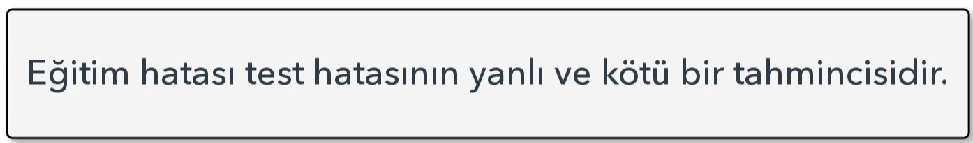 Eğitim hatası test hatasının yanlı ve kötü bir tahmincisidir.